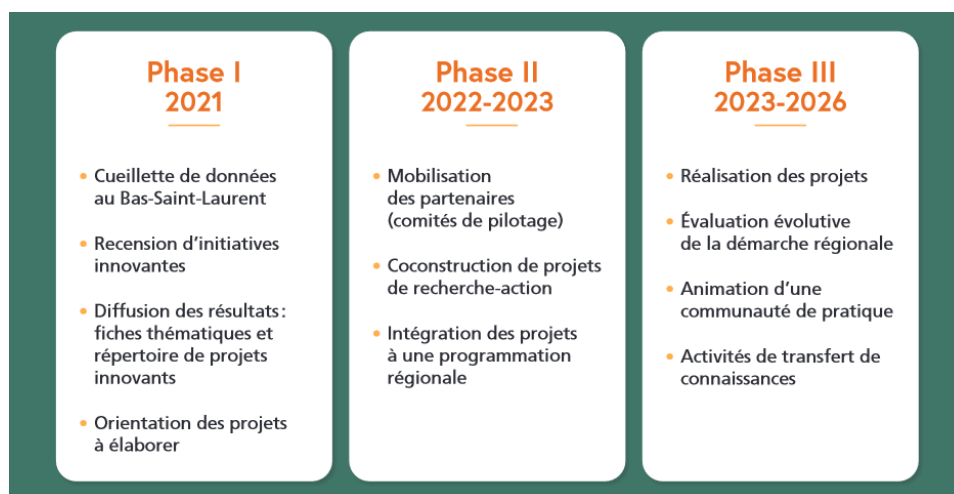 Phase I
2021
• Cueillette de données
au Bas-Saint-Laurent
• Recension d’initiatives
innovantes
• Diffusion des résultats :
fiches thématiques et
répertoire de projets
innovants
• Orientation des projets
à élaborer
Phase II
2022-2023
• Mobilisation
des partenaires
(comités de pilotage)
• Coconstruction de projets
de recherche-action
• Intégration des projets
à une programmation
régionale
Phase III
2023-2026
• Réalisation des projets
• Évaluation évolutive
de la démarche régionale
• Animation d’une
communauté de pratique
• Activités de transfert de
connaissances